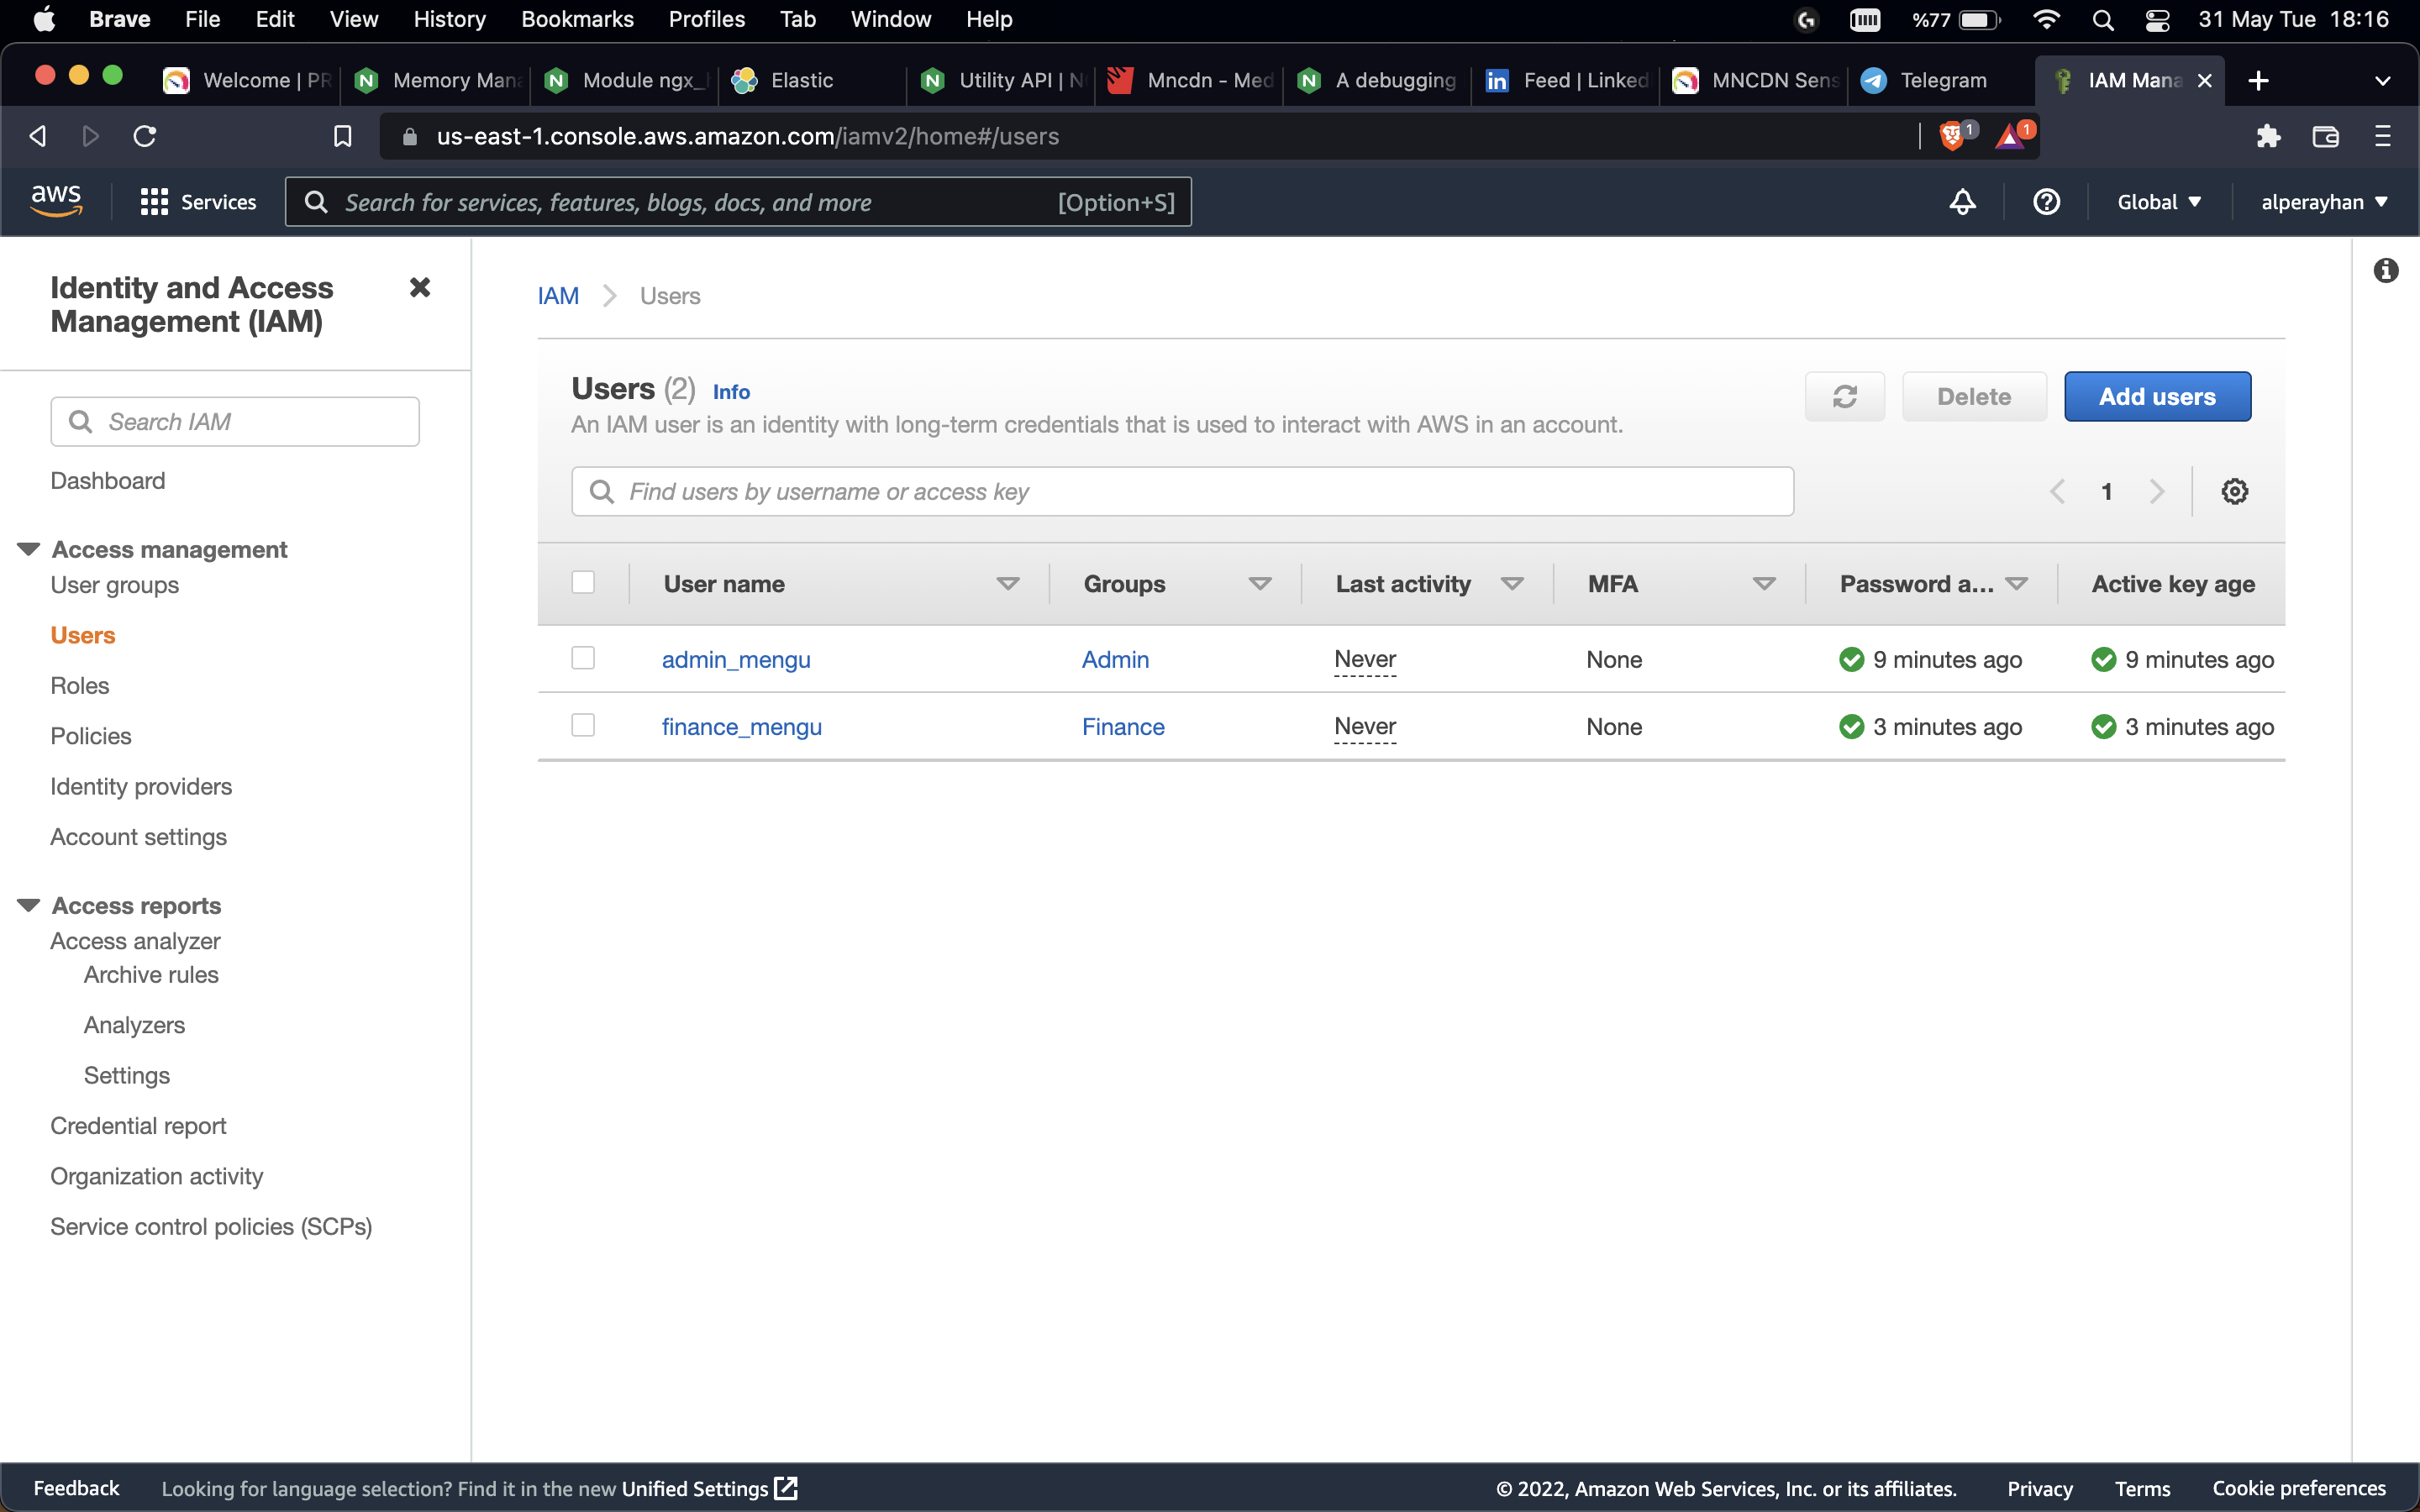 Brave File Edit View History Bookmarks Profiles Tab Window Help %77 31 May Tue 18:16
Welcome | PR Memory Mana Module ngx_h Elastic Utility API | N Mncdn - Med A debugging Feed | Linked MNCDN Sens Telegram IAM Mana
us-east-1.console.aws.amazon.com/iamv2/home#/users 1 1
aws Services Search for services, features, blogs, docs, and more [Option+S] Global alperayhan
Identity and Access
Management (IAM)
Search IAM
Dashboard
Access management
User groups
Users
Roles
Policies
Identity providers
Account settings
Access reports
Access analyzer
Archive rules
Analyzers
Settings
Credential report
Organization activity
Service control policies (SCPs)
IAM Users
Users (2) Info
An IAM user is an identity with long-term credentials that is used to interact with AWS in an account.
Delete Add users
Find users by username or access key
1
User name Groups Last activity MFA Password a... Active key age
admin_mengu Admin Never None 9 minutes ago 9 minutes ago
finance_mengu Finance Never None 3 minutes ago 3 minutes ago
Feedback Looking for language selection? Find it in the new Unified Settings © 2022, Amazon Web Services, Inc. or its affiliates. Privacy Terms Cookie preferences